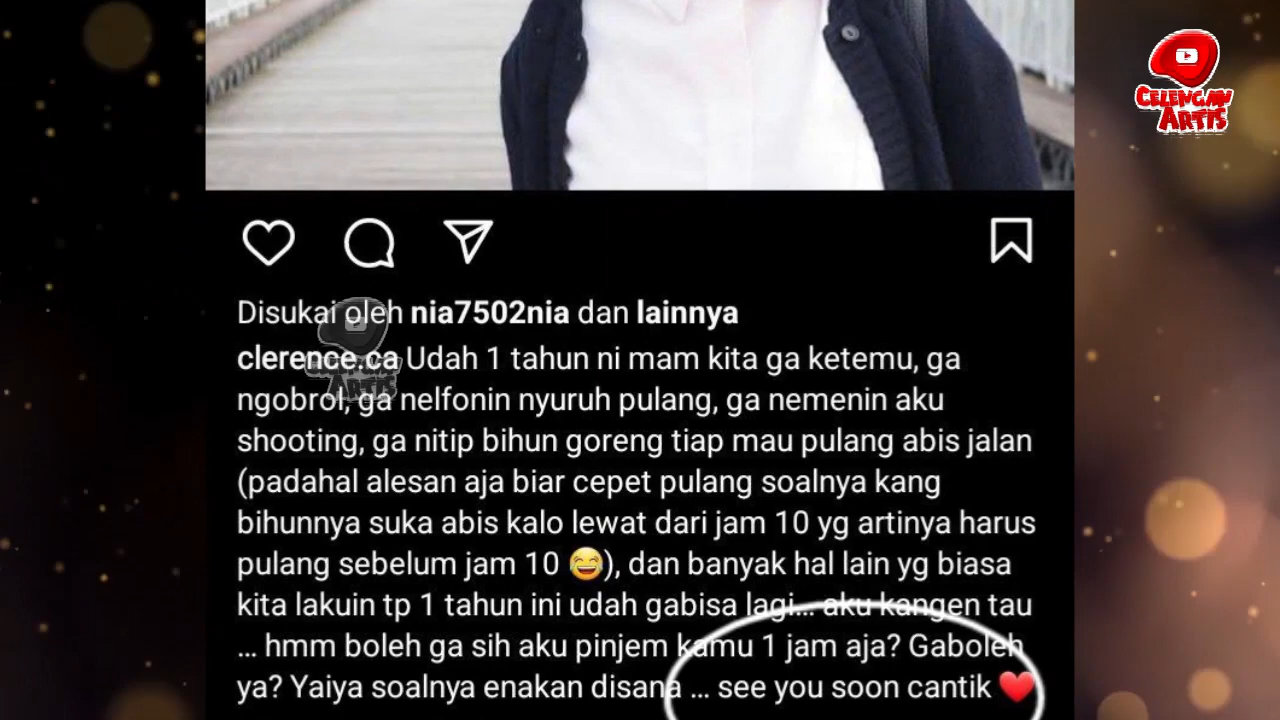 CELENGAN
ARTIS
Disukai oleh nia7502nia dan lainnya
clerence.ca Udah 1 tahun ni mam kita ga ketemu, ga
ngobrol, ga nelfonin nyuruh pulang, ga nemenin aku
shooting, ga nitip bihun goreng tiap mau pulang abis jalan
(padahal alesan aja biar cepet pulang soalnya kang
bihunnya suka abis kalo lewat dari jam 10 yg artinya harus
pulang sebelum jam 10 😂), dan banyak hal lain yg biasa
kita lakuin tp 1 tahun ini udah gabisa lagi... aku kangen tau
... hmm boleh ga sih aku pinjem kamu 1 jam aja? Gaboleh
ya? Yaiya soalnya enakan disana ... see you soon cantik ❤️